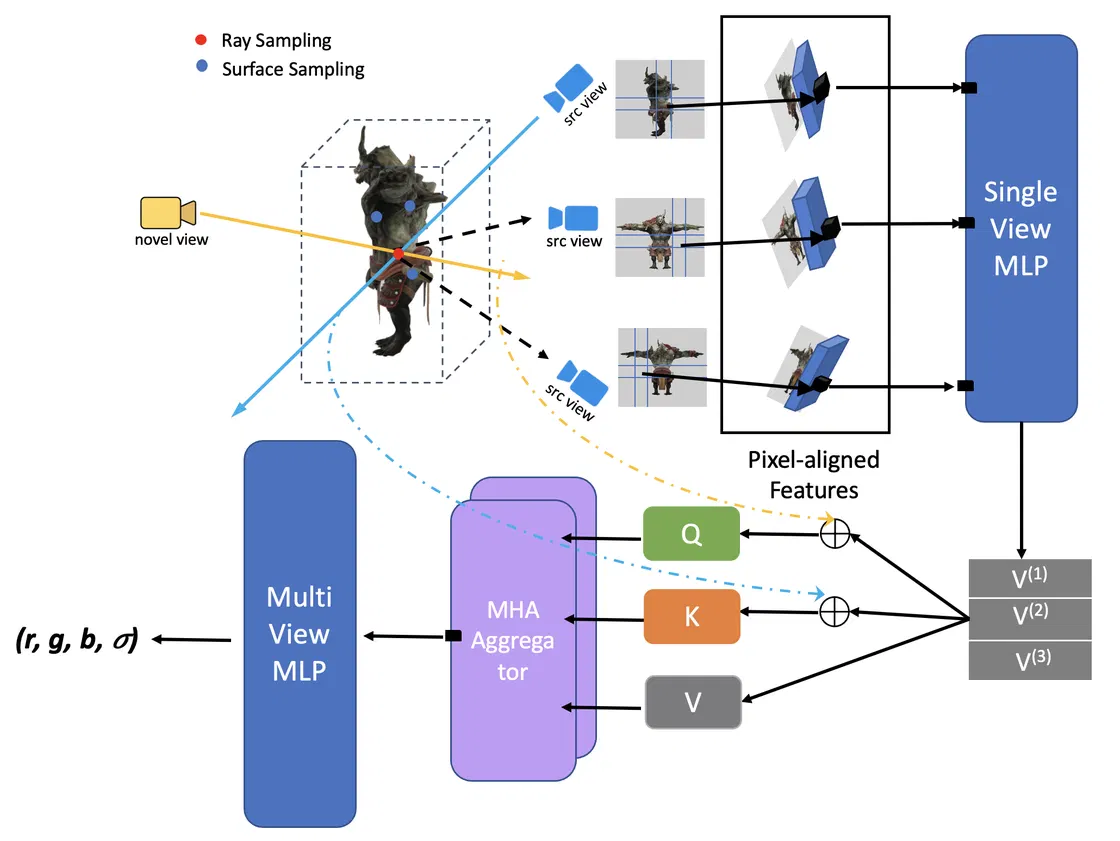 Ray Sampling
Surface Sampling
src view
novel view
src view
src view
Single
View
MLP
Pixel-aligned
Features
Q
K
V
MHA
Aggrega
tor
Multi
View
MLP
(r, g, b, σ)
V(1)
V(2)
V(3)